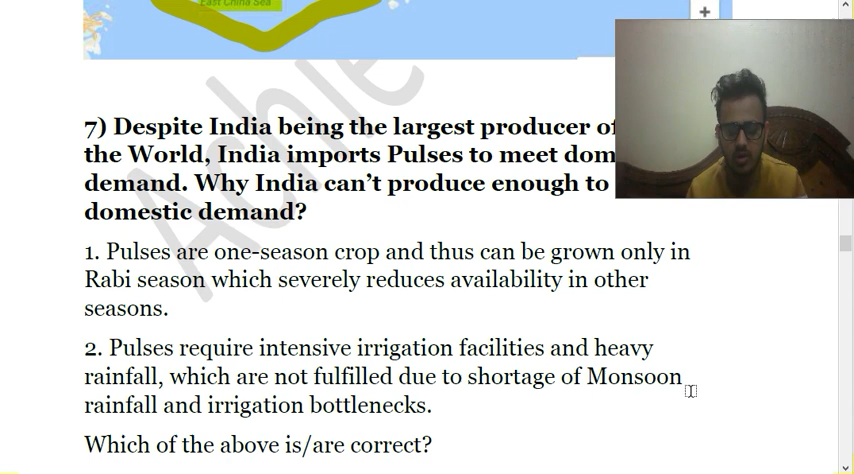 East China Sea
Achie
7) Despite India being the largest producer of
the World, India imports Pulses to meet dom
demand. Why India can't produce enough to
domestic demand?
1. Pulses are one-season crop and thus can be grown only in
Rabi season which severely reduces availability in other
seasons.
2. Pulses require intensive irrigation facilities and heavy
rainfall, which are not fulfilled due to shortage of Monsoon
rainfall and irrigation bottlenecks.
Which of the above is/are correct?